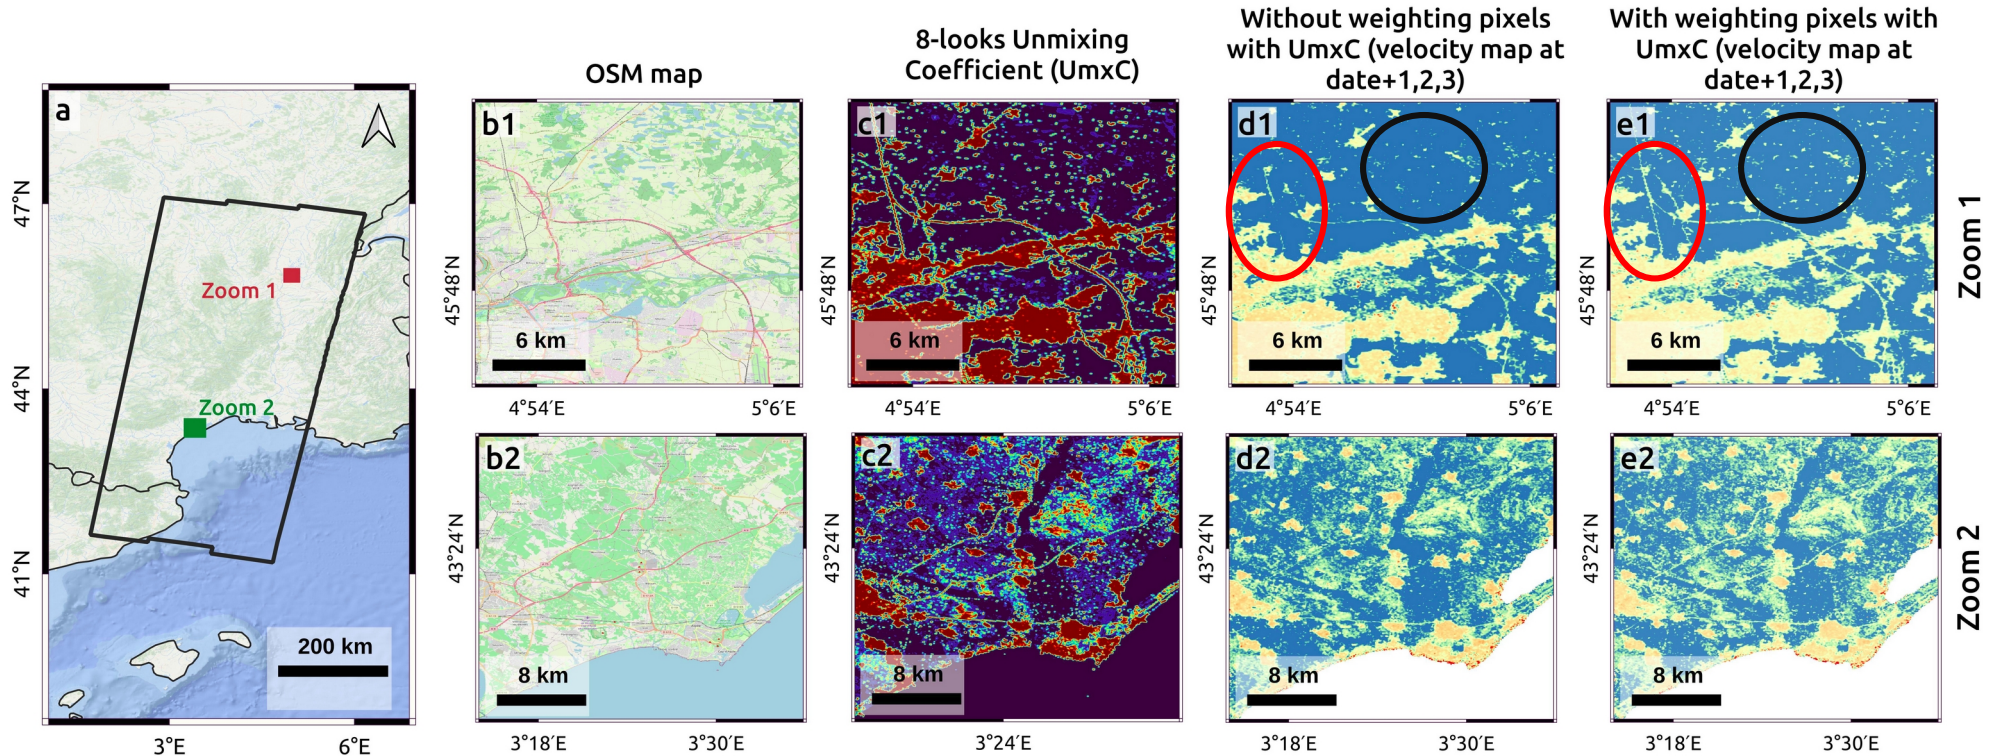 OSM map
8-looks Unmixing
Coefficient (UmxC)
Without weighting pixels
with UmxC (velocity map at
date+1,2,3)
With weighting pixels with
UmxC (velocity map at
date+1,2,3)
a
47°N
44°N
41°N
Zoom 1
Zoom 2
200 km
3°E
6°E
b1
45°48′N
6 km
4°54′E
5°6′E
c1
45°48′N
6 km
4°54′E
5°6′E
d1
45°48′N
6 km
4°54′E
5°6′E
e1
45°48′N
6 km
4°54′E
5°6′E
Zoom 1
b2
43°24′N
8 km
3°18′E
3°30′E
c2
43°24′N
8 km
3°24′E
d2
43°24′N
8 km
3°18′E
3°30′E
e2
43°24′N
8 km
3°18′E
3°30′E
Zoom 2